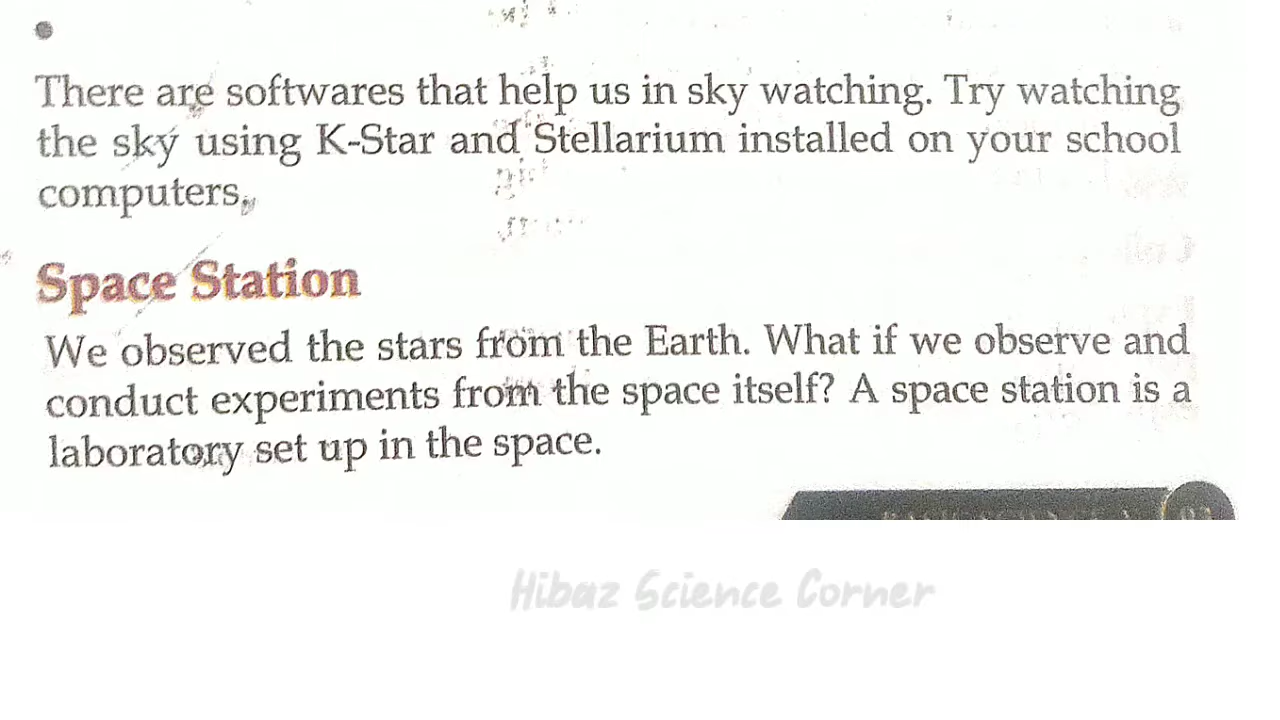 There are softwares that help us in sky watching. Try watching
the sky using K-Star and Stellarium installed on your school
computers.
Space Station
We observed the stars from the Earth. What if we observe and
conduct experiments from the space itself? A space station is a
laboratory set up in the space.
Hibaz Science Corner